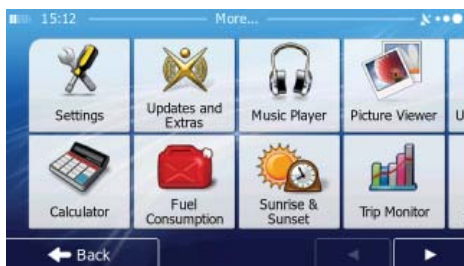 15:12
More...
Settings
Updates and
Extras
Music Player
Picture Viewer
U
Calculator
Fuel
Consumption
Sunrise &
Sunset
Trip Monitor
Back